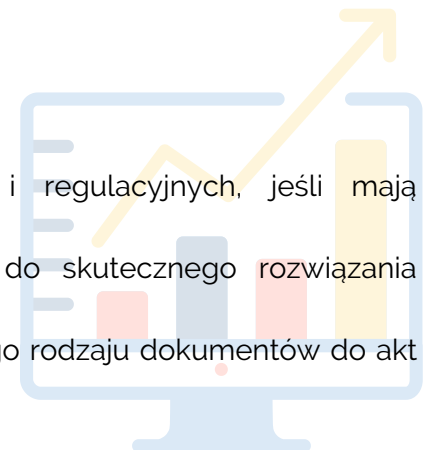 i regulacyjnych, jeśli mają
do skutecznego rozwiązania
rodzaju dokumentów do akt